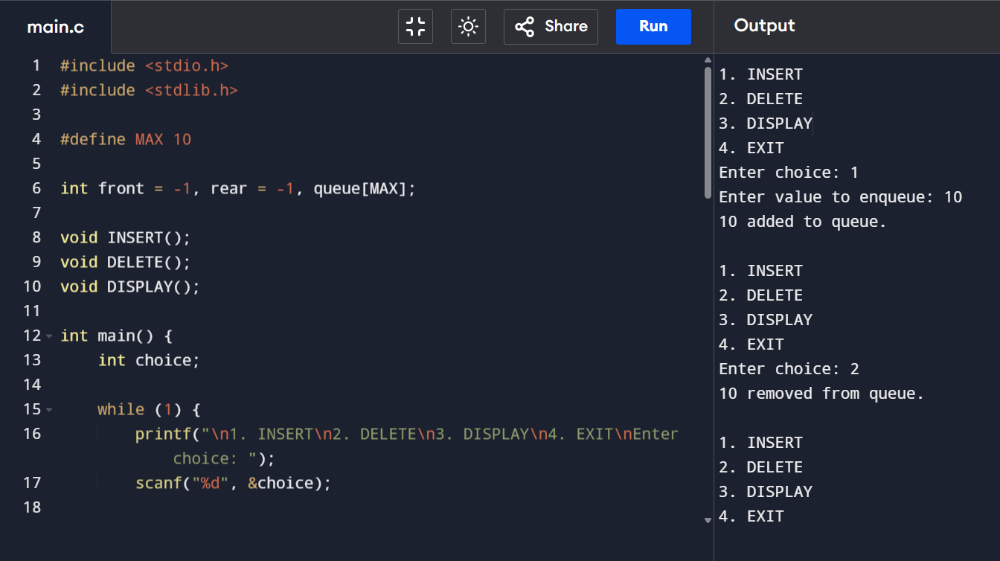 main.c
Share
Run
Output
1 #include <stdio.h>
2 #include <stdlib.h>
3
4 #define MAX 10
5
6 int front = -1, rear = -1, queue[MAX];
7
8 void INSERT();
9 void DELETE();
10 void DISPLAY();
11
12 int main() {
13     int choice;
14
15     while (1) {
16         printf("\n1. INSERT\n2. DELETE\n3. DISPLAY\n4. EXIT\nEnter
            choice: ");
17         scanf("%d", &choice);
18
1. INSERT
2. DELETE
3. DISPLAY
4. EXIT
Enter choice: 1
Enter value to enqueue: 10
10 added to queue.

1. INSERT
2. DELETE
3. DISPLAY
4. EXIT
Enter choice: 2
10 removed from queue.

1. INSERT
2. DELETE
3. DISPLAY
4. EXIT